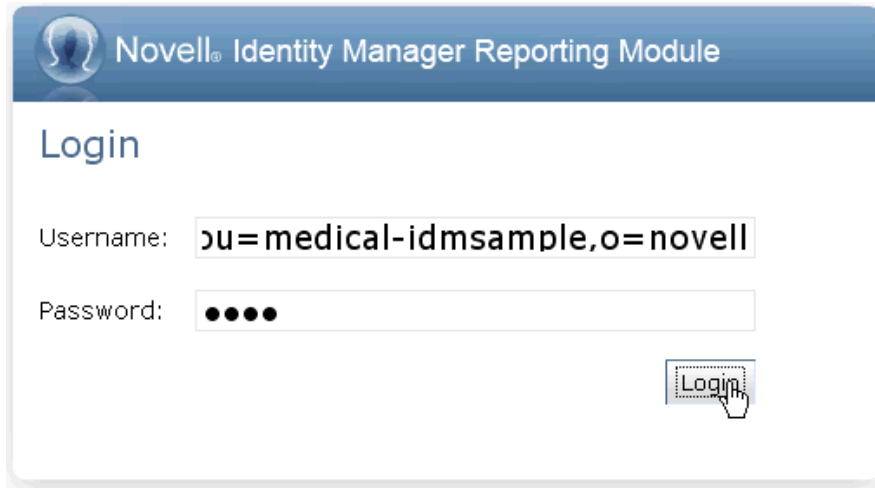 Novell® Identity Manager Reporting Module
Login
Username: ou=medical-idmsample,o=novell
Password: ●●●●
Login